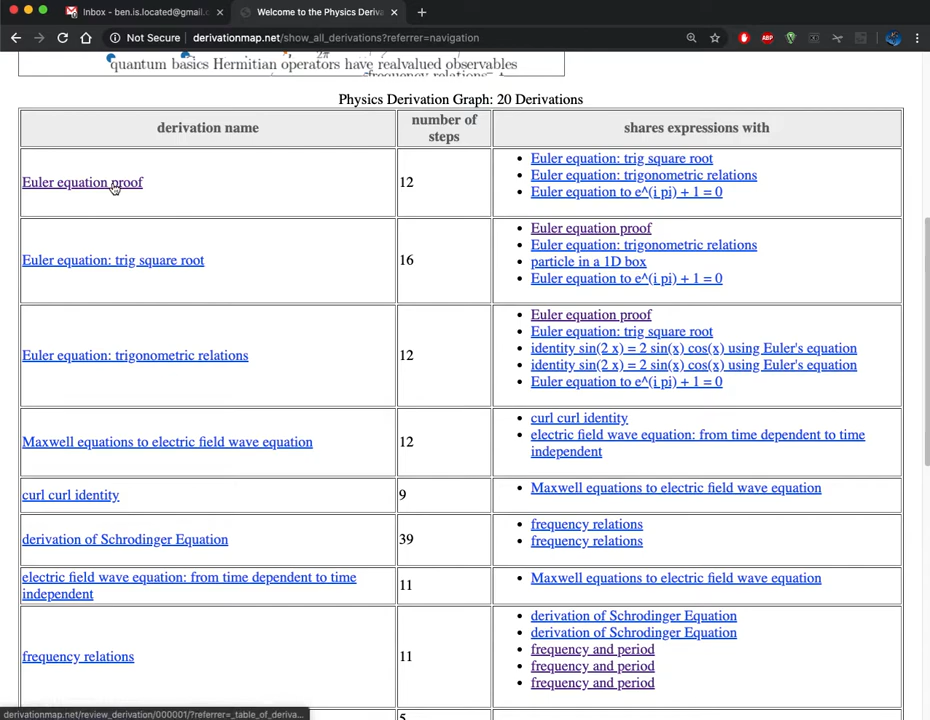 Inbox - ben.is.located@gmail.c
Welcome to the Physics Deriva
Not Secure
derivationmap.net/show_all_derivations?referrer=navigation
ABP
quantum basics Hermitian operators have realvalued observables
frequency relations
Physics Derivation Graph: 20 Derivations
derivation name
number of
steps
shares expressions with
Euler equation proof
12
Euler equation: trig square root
Euler equation: trigonometric relations
Euler equation to e^(i pi) + 1 = 0
Euler equation: trig square root
16
Euler equation proof
Euler equation: trigonometric relations
particle in a 1D box
Euler equation to e^(i pi) + 1 = 0
Euler equation: trigonometric relations
12
Euler equation proof
Euler equation: trig square root
identity sin(2 x) = 2 sin(x) cos(x) using Euler's equation
identity sin(2 x) = 2 sin(x) cos(x) using Euler's equation
Euler equation to e^(i pi) + 1 = 0
Maxwell equations to electric field wave equation
12
curl curl identity
electric field wave equation: from time dependent to time
independent
curl curl identity
9
Maxwell equations to electric field wave equation
derivation of Schrodinger Equation
39
frequency relations
frequency relations
electric field wave equation: from time dependent to time
independent
11
Maxwell equations to electric field wave equation
frequency relations
11
derivation of Schrodinger Equation
derivation of Schrodinger Equation
frequency and period
frequency and period
frequency and period
derivationmap.net/review_derivation/000001/?referrer=_table_of_deriva...
5